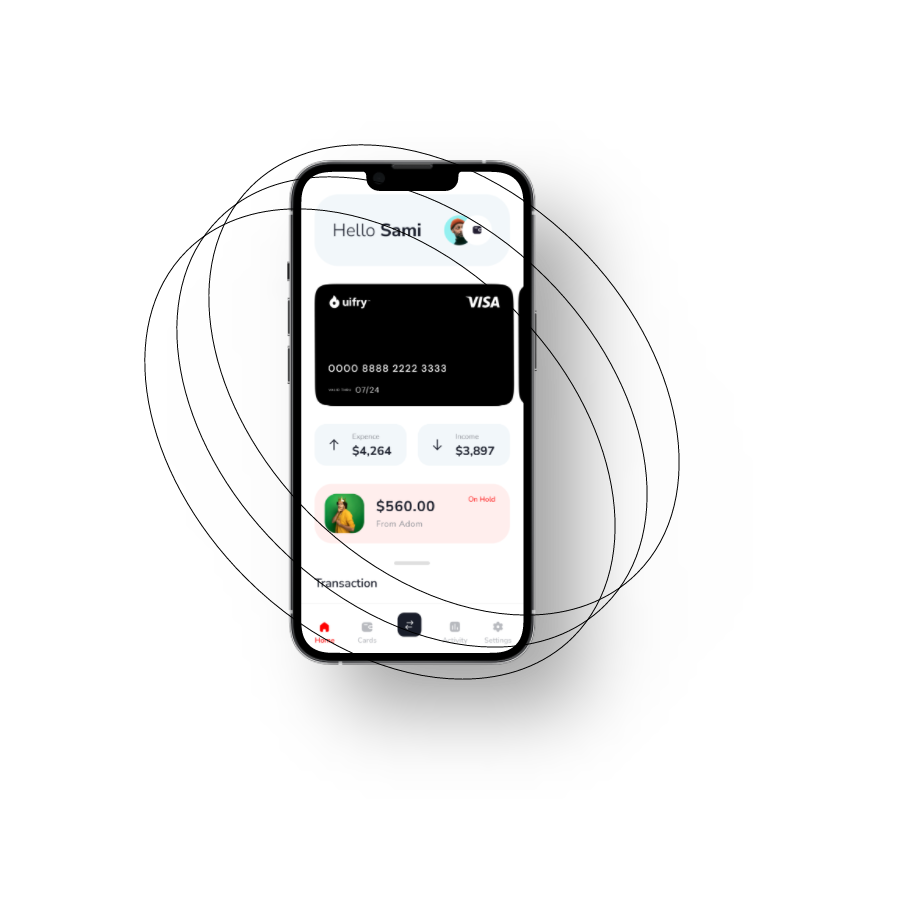 Hello Sami
uifry
VISA
0000 8888 2222 3333
07/24
Expence
$4,264
Income
$3,897
$560.00
On Hold
From Adom
Transaction
Home
Cards
Activity
Settings